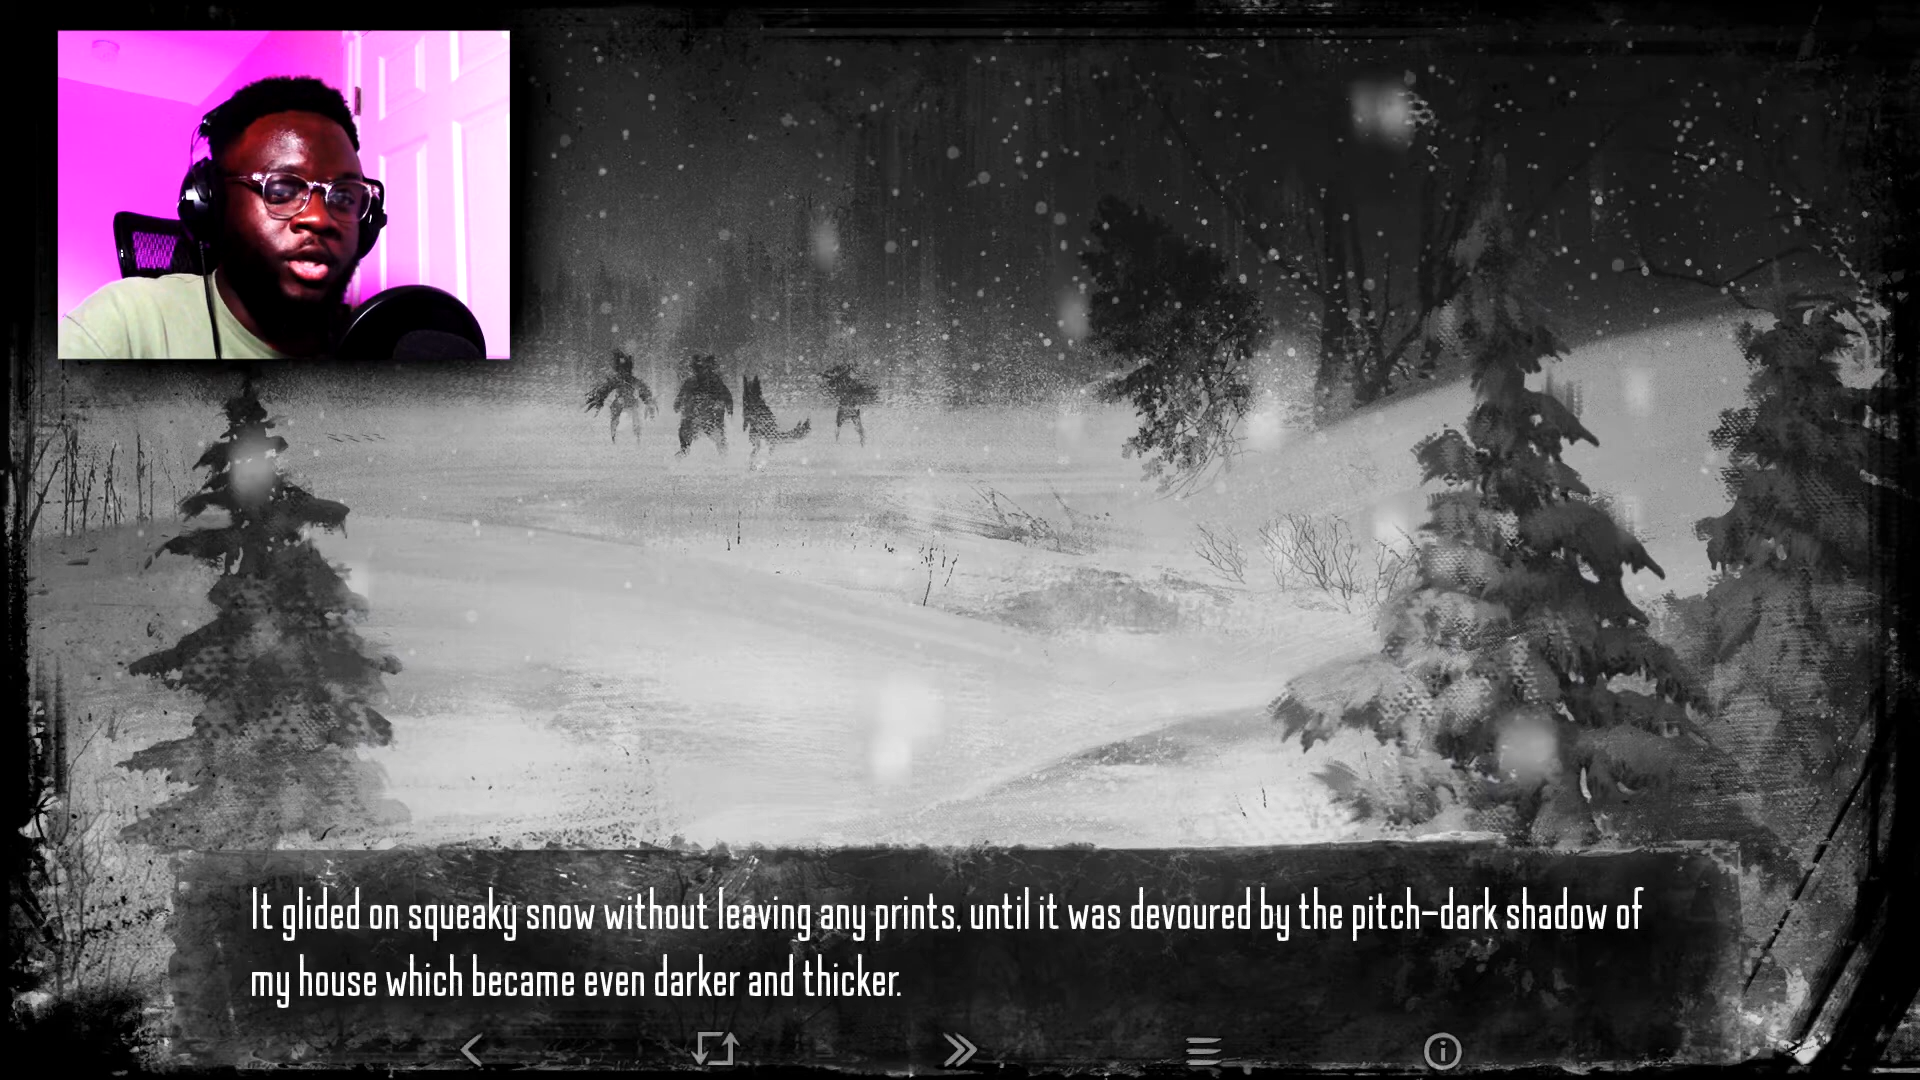 It glided on squeaky snow without leaving any prints, until it was devoured by the pitch-dark shadow of
my house which became even darker and thicker.